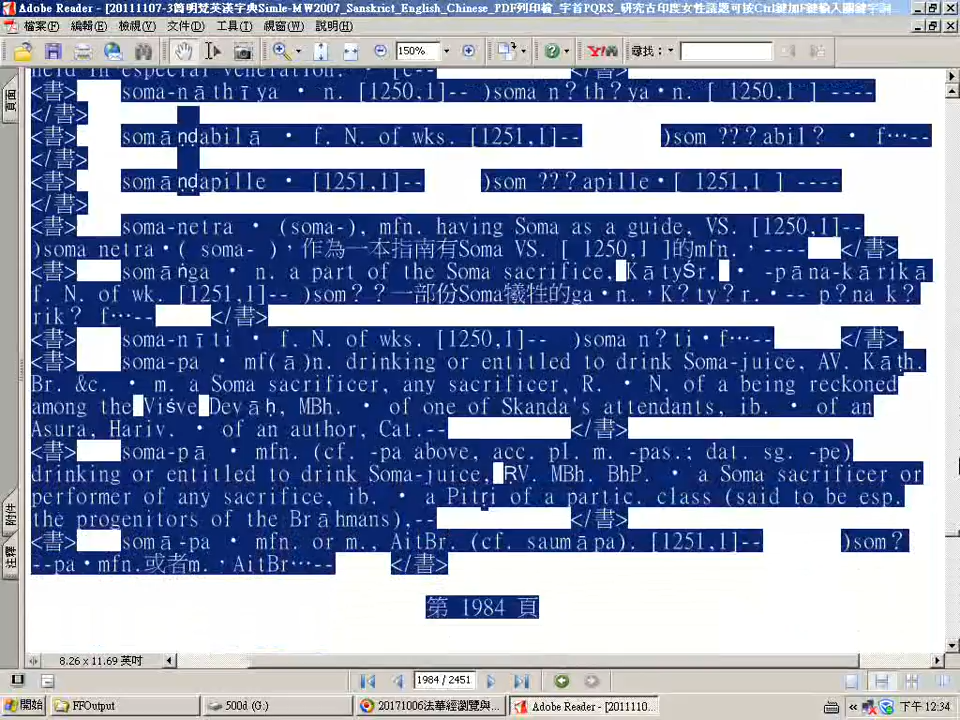 Adobe Reader - [20111107-3簡明梵英漢字典Simle-MW2007_Sanskrict_English_Chinese_PDF列印檔_字首PQRS_研究古印度女性議題可按Ctrl鍵加F鍵輸入關鍵字詞
檔案(F) 編輯(E) 檢視(V) 文件(D) 工具(T) 視窗(W) 說明(H)
150% Y! 尋找:
頁面
held in especial veneration. • [c-- </書>
<書> soma-nāthīya • n. [1250,1]-- )soma n？th？ya•n. [ 1250,1 ] ----
</書>
<書> somāṇḍabilā • f. N. of wks. [1251,1]-- )som ???abil？ • f…--
</書>
<書> somāṇḍapille • [1251,1]-- )som ???apille•[ 1251,1 ] ----
</書>
<書> soma-netra • (soma-), mfn. having Soma as a guide, VS. [1250,1]--
)soma netra•( soma- )，作為一本指南有Soma VS. [ 1250,1 ]的mfn. • ---- </書>
<書> somāṅga • n. a part of the Soma sacrifice, KātyŚr. • -pāna-kārikā
f. N. of wk. [1251,1]-- )som？？一部份Soma犧牲的ga•n.，K？ty？r.•-- p？na k？
rik？ f…-- </書>
<書> soma-nīti • f. N. of wks. [1250,1]-- )soma n？ti•f…-- </書>
<書> soma-pa • mf(ā)n. drinking or entitled to drink Soma-juice, AV. Kāṭh.
Br. &c. • m. a Soma sacrificer, any sacrificer, R. • N. of a being reckoned
among the Viśve Devāḥ, MBh. • of one of Skanda's attendants, ib. • of an
Asura, Hariv. • of an author, Cat.-- </書>
<書> soma-pā • mfn. (cf. -pa above, acc. pl. m. -pas.; dat. sg. -pe)
drinking or entitled to drink Soma-juice, ṚV. MBh. BhP. • a Soma sacrificer or
performer of any sacrifice, ib. • a Pitṛi of a partic. class (said to be esp.
the progenitors of the Brāhmans),-- </書>
<書> somā-pa • mfn. or m., AitBr. (cf. saumāpa). [1251,1]-- )som？
--pa•mfn.或者m.，AitBr…-- </書>
第 1984 頁
附件
注釋
8.26 x 11.69 英吋
1984 / 2451
開始 FFOutput 500d (G:) 20171006法華經瀏覽與... Adobe Reader - [2011110... 下午 12:34